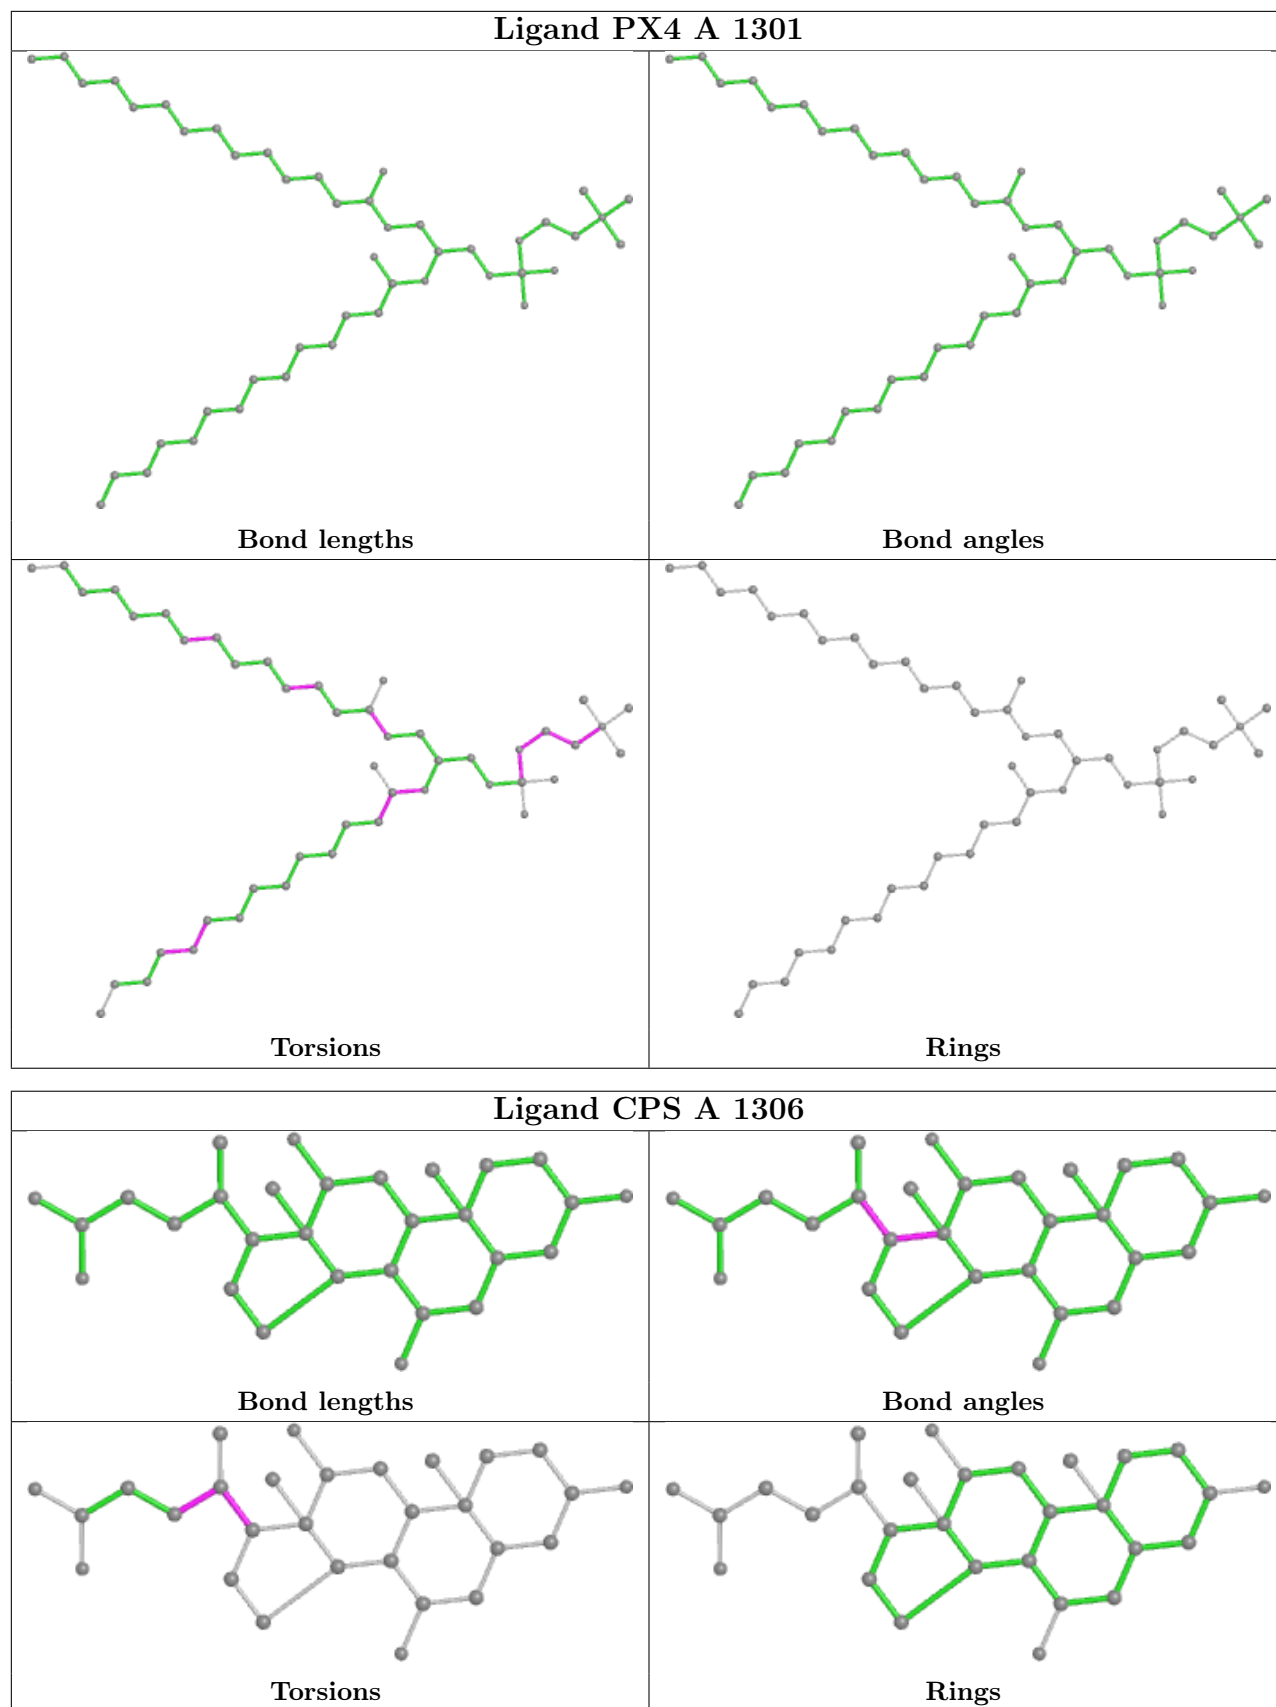 Ligand PX4 A 1301
Bond lengths
Bond angles
Torsions
Rings
Ligand CPS A 1306
Bond lengths
Bond angles
Torsions
Rings